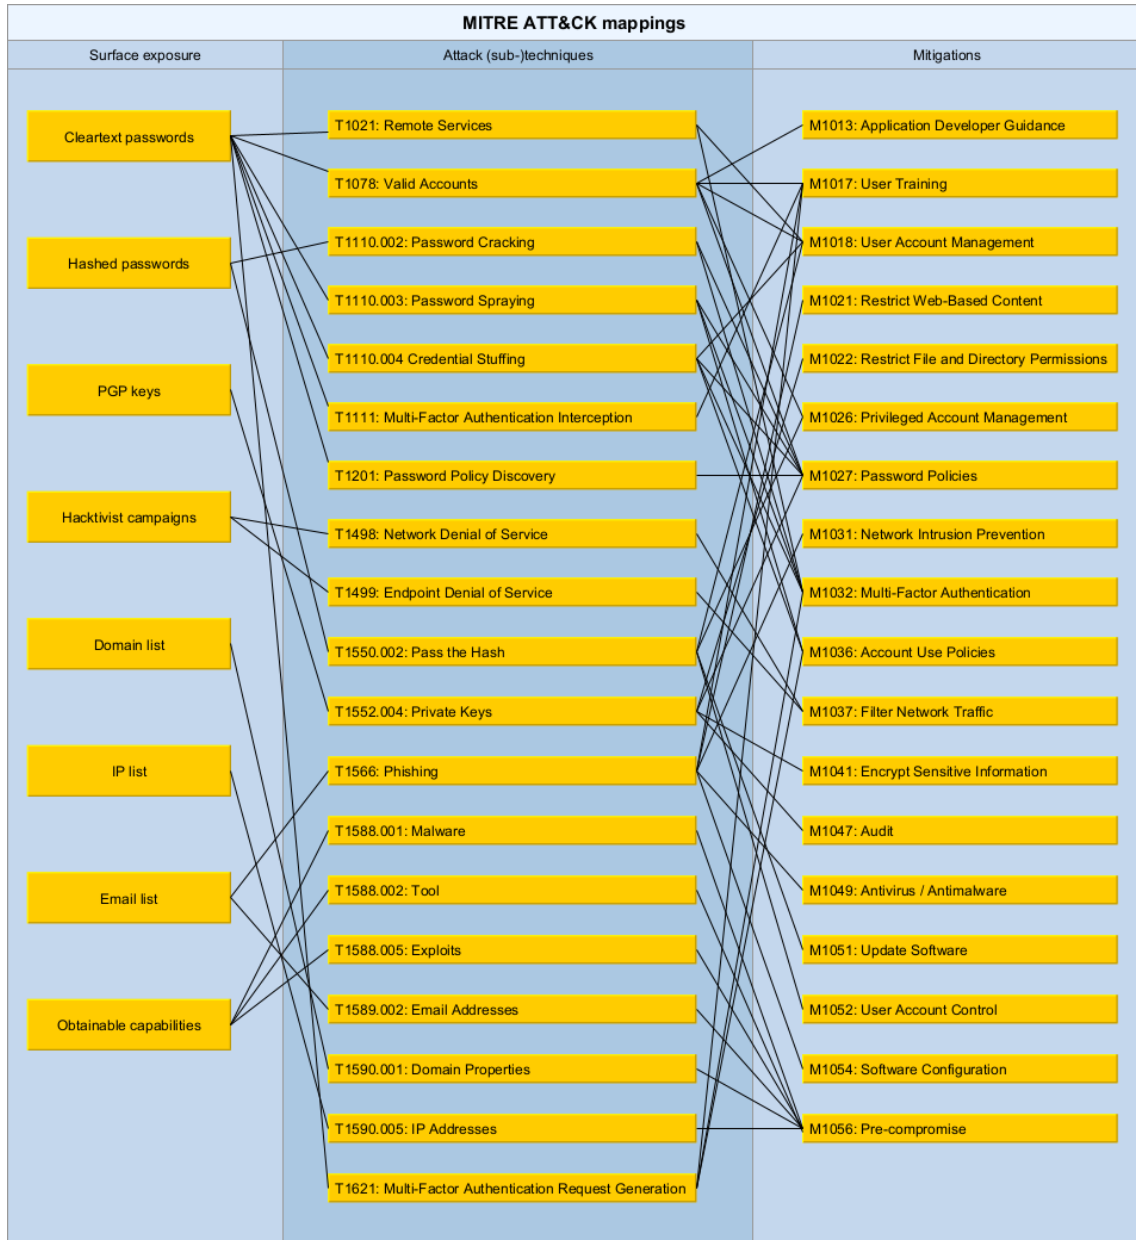 MITRE ATT&CK mappings
Surface exposure
Attack (sub-)techniques
Mitigations
Cleartext passwords
Hashed passwords
PGP keys
Hacktivist campaigns
Domain list
IP list
Email list
Obtainable capabilities
T1021: Remote Services
T1078: Valid Accounts
T1110.002: Password Cracking
T1110.003: Password Spraying
T1110.004 Credential Stuffing
T1111: Multi-Factor Authentication Interception
T1201: Password Policy Discovery
T1498: Network Denial of Service
T1499: Endpoint Denial of Service
T1550.002: Pass the Hash
T1552.004: Private Keys
T1566: Phishing
T1588.001: Malware
T1588.002: Tool
T1588.005: Exploits
T1589.002: Email Addresses
T1590.001: Domain Properties
T1590.005: IP Addresses
T1621: Multi-Factor Authentication Request Generation
M1013: Application Developer Guidance
M1017: User Training
M1018: User Account Management
M1021: Restrict Web-Based Content
M1022: Restrict File and Directory Permissions
M1026: Privileged Account Management
M1027: Password Policies
M1031: Network Intrusion Prevention
M1032: Multi-Factor Authentication
M1036: Account Use Policies
M1037: Filter Network Traffic
M1041: Encrypt Sensitive Information
M1047: Audit
M1049: Antivirus / Antimalware
M1051: Update Software
M1052: User Account Control
M1054: Software Configuration
M1056: Pre-compromise